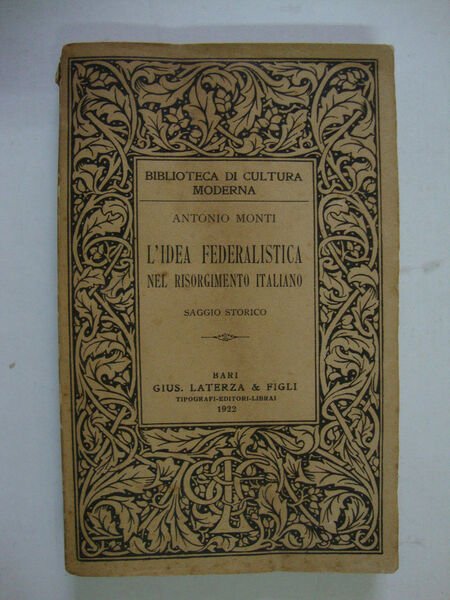 BIBLIOTECA DI CULTURA
MODERNA
ANTONIO MONTI
L'IDEA FEDERALISTICA
NEL RISORGIMENTO ITALIANO
SAGGIO STORICO
BARI
GIUS. LATERZA & FIGLI
TIPOGRAFI-EDITORI-LIBRAI
1922